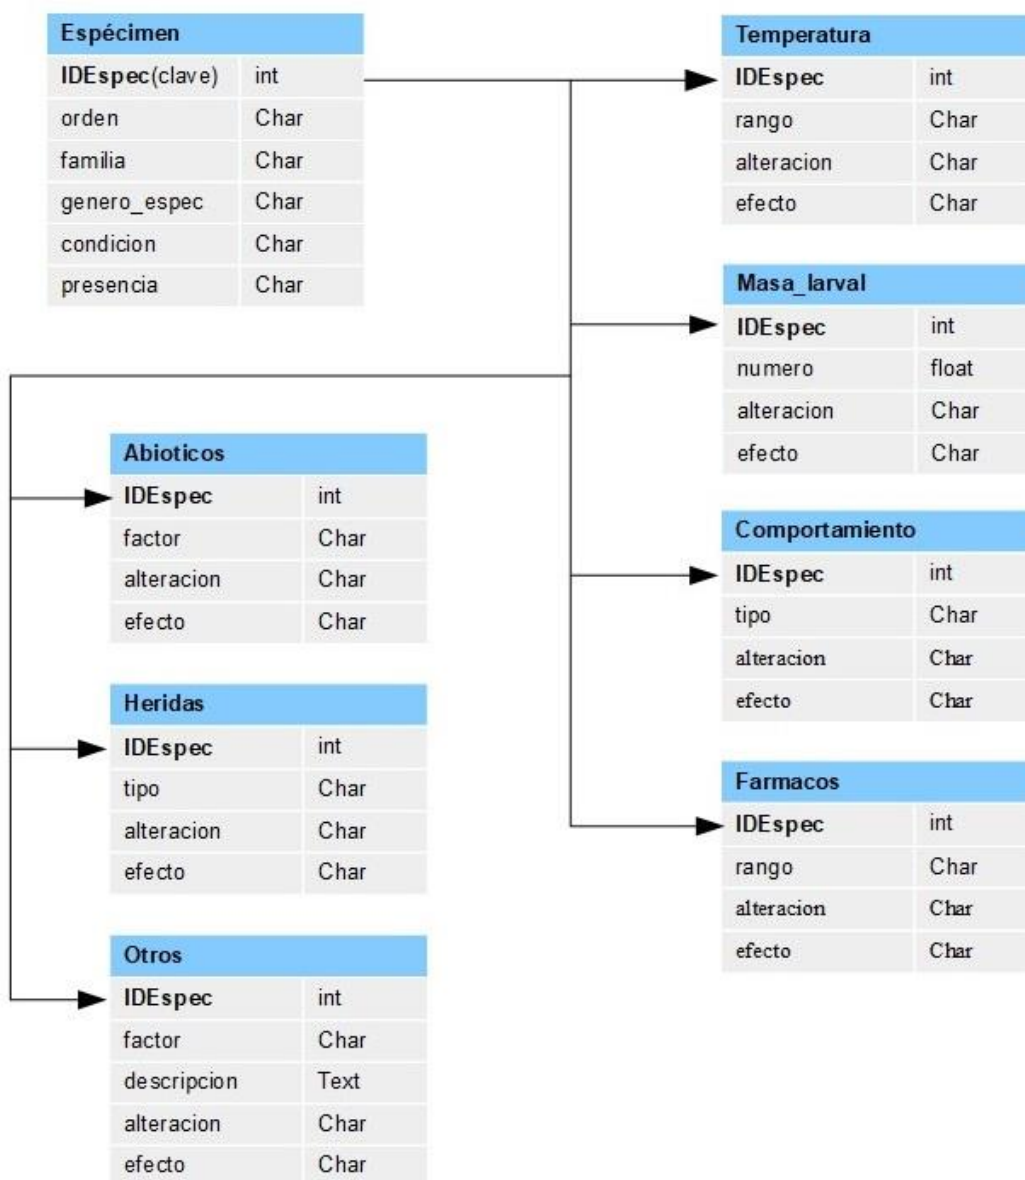 Espécimen
IDEspec(clave) int
orden Char
familia Char
genero_espec Char
condicion Char
presencia Char
Temperatura
IDEspec int
rango Char
alteracion Char
efecto Char
Masa_larval
IDEspec int
numero float
alteracion Char
efecto Char
Abioticos
IDEspec int
factor Char
alteracion Char
efecto Char
Comportamiento
IDEspec int
tipo Char
alteracion Char
efecto Char
Heridas
IDEspec int
tipo Char
alteracion Char
efecto Char
Farmacos
IDEspec int
rango Char
alteracion Char
efecto Char
Otros
IDEspec int
factor Char
descripcion Text
alteracion Char
efecto Char